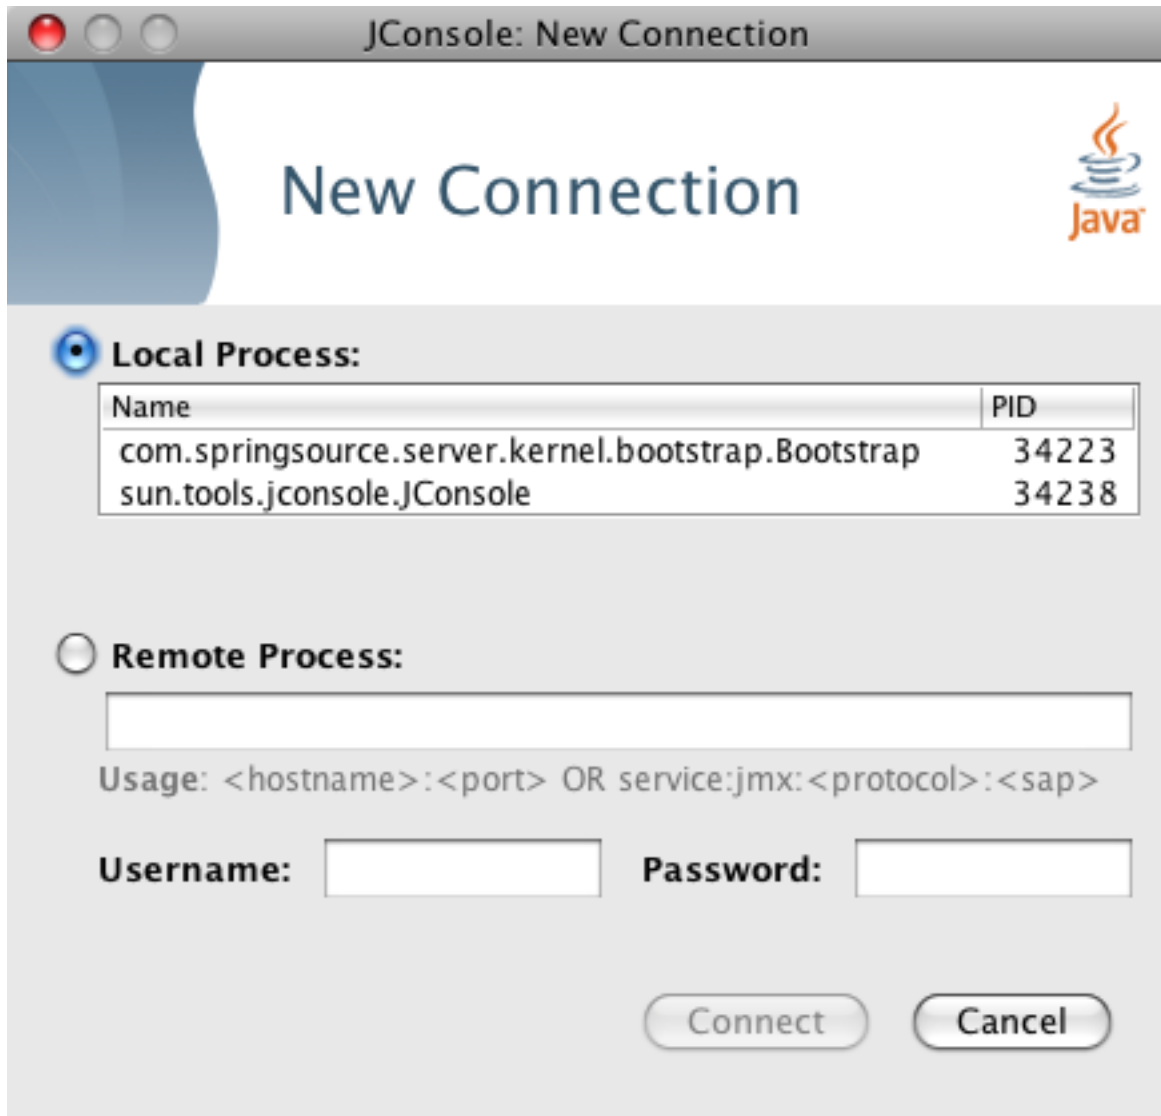 JConsole: New Connection
New Connection
Java
Local Process:
Name PID
com.springsource.server.kernel.bootstrap.Bootstrap 34223
sun.tools.jconsole.JConsole 34238
Remote Process:
Usage: <hostname>:<port> OR service:jmx:<protocol>:<sap>
Username: Password:
Connect Cancel